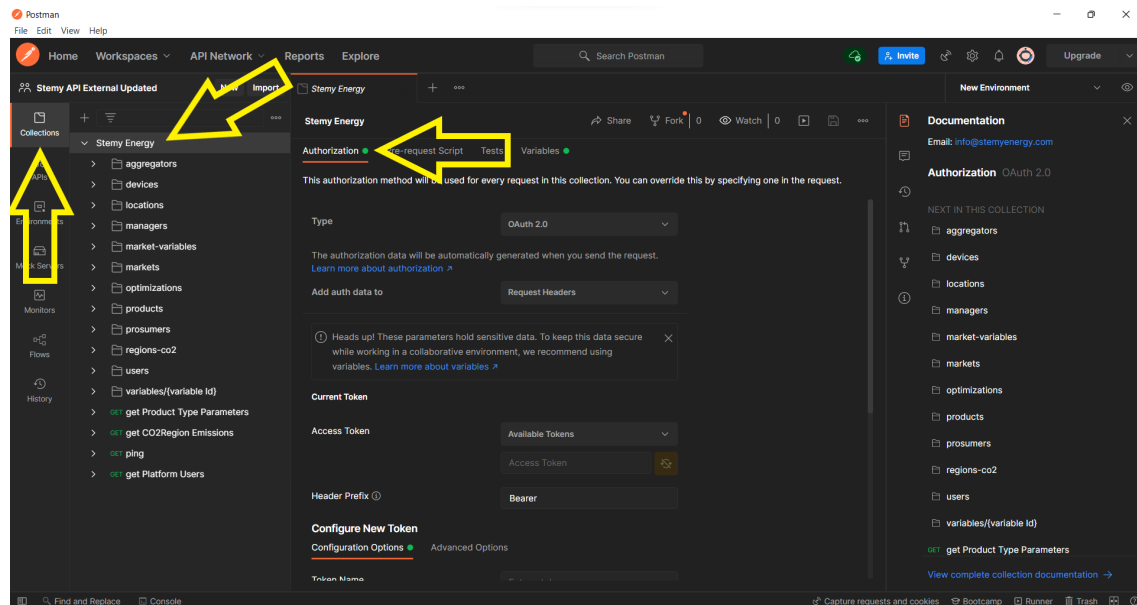 Postman
File Edit View Help
Home Workspaces API Network Reports Explore
Search Postman
Invite
Upgrade
Stemy API External Updated
New Import
Stemy Energy
New Environment
Collections
APIs
Environments
Mock Servers
Monitors
Flows
History
Stemy Energy
aggregators
devices
locations
managers
market-variables
markets
optimizations
products
prosumers
regions-co2
users
variables/{variable Id}
GET get Product Type Parameters
GET get CO2Region Emissions
GET ping
GET get Platform Users
Stemy Energy
Share Fork 0 Watch 0
Authorization Pre-request Script Tests Variables
This authorization method will be used for every request in this collection. You can override this by specifying one in the request.
Type
OAuth 2.0
The authorization data will be automatically generated when you send the request.
Learn more about authorization
Add auth data to
Request Headers
Heads up! These parameters hold sensitive data. To keep this data secure
while working in a collaborative environment, we recommend using
variables. Learn more about variables
Current Token
Access Token
Available Tokens
Access Token
Header Prefix
Bearer
Configure New Token
Configuration Options Advanced Options
Token Name
Documentation
Email: info@stemyenergy.com
Authorization OAuth 2.0
NEXT IN THIS COLLECTION
aggregators
devices
locations
managers
market-variables
markets
optimizations
products
prosumers
regions-co2
users
variables/{variable Id}
GET get Product Type Parameters
View complete collection documentation
Find and Replace Console
Capture requests and cookies Bootcamp Runner Trash